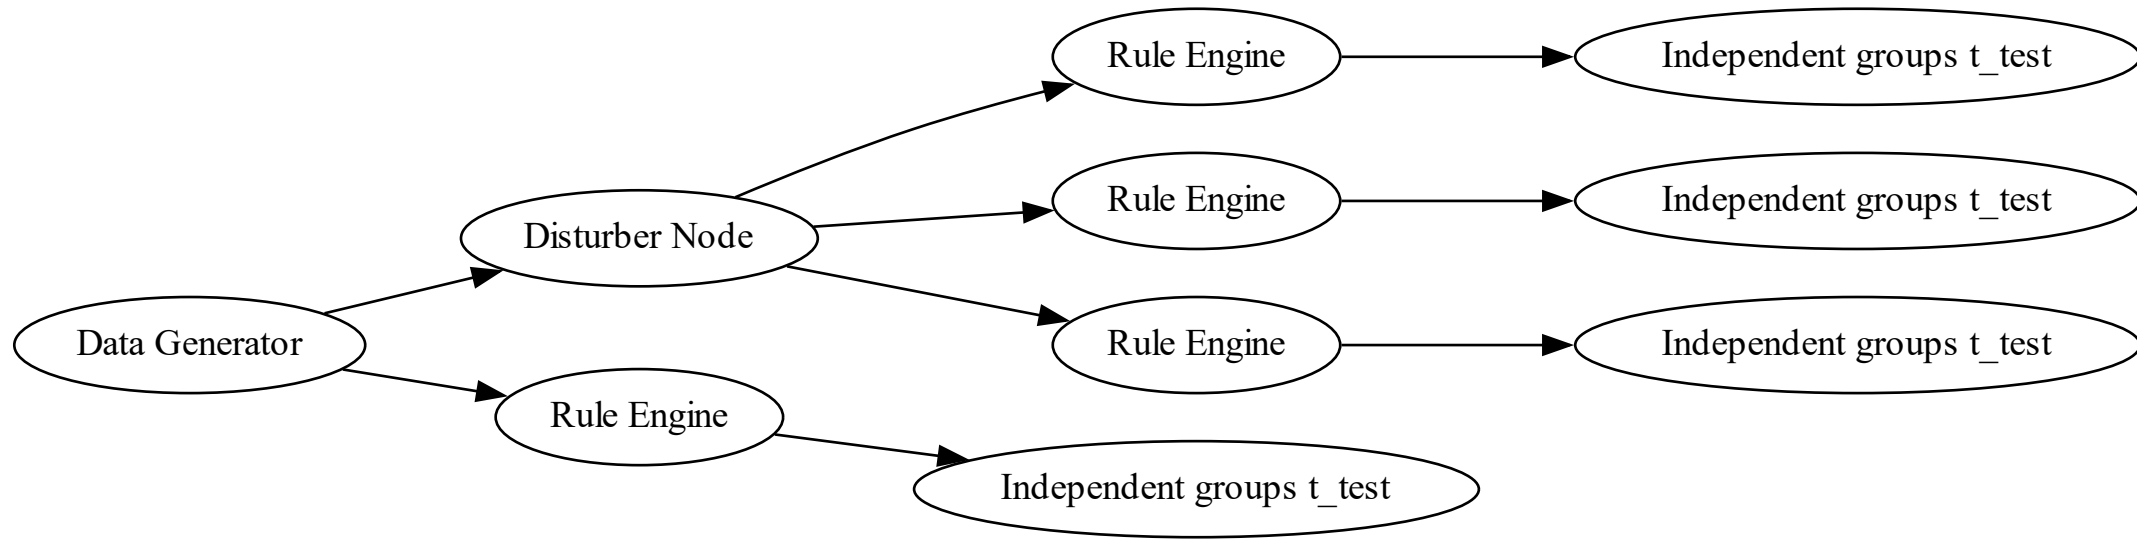 Rule Engine
Independent groups t_test
Rule Engine
Independent groups t_test
Disturber Node
Rule Engine
Independent groups t_test
Data Generator
Rule Engine
Independent groups t_test